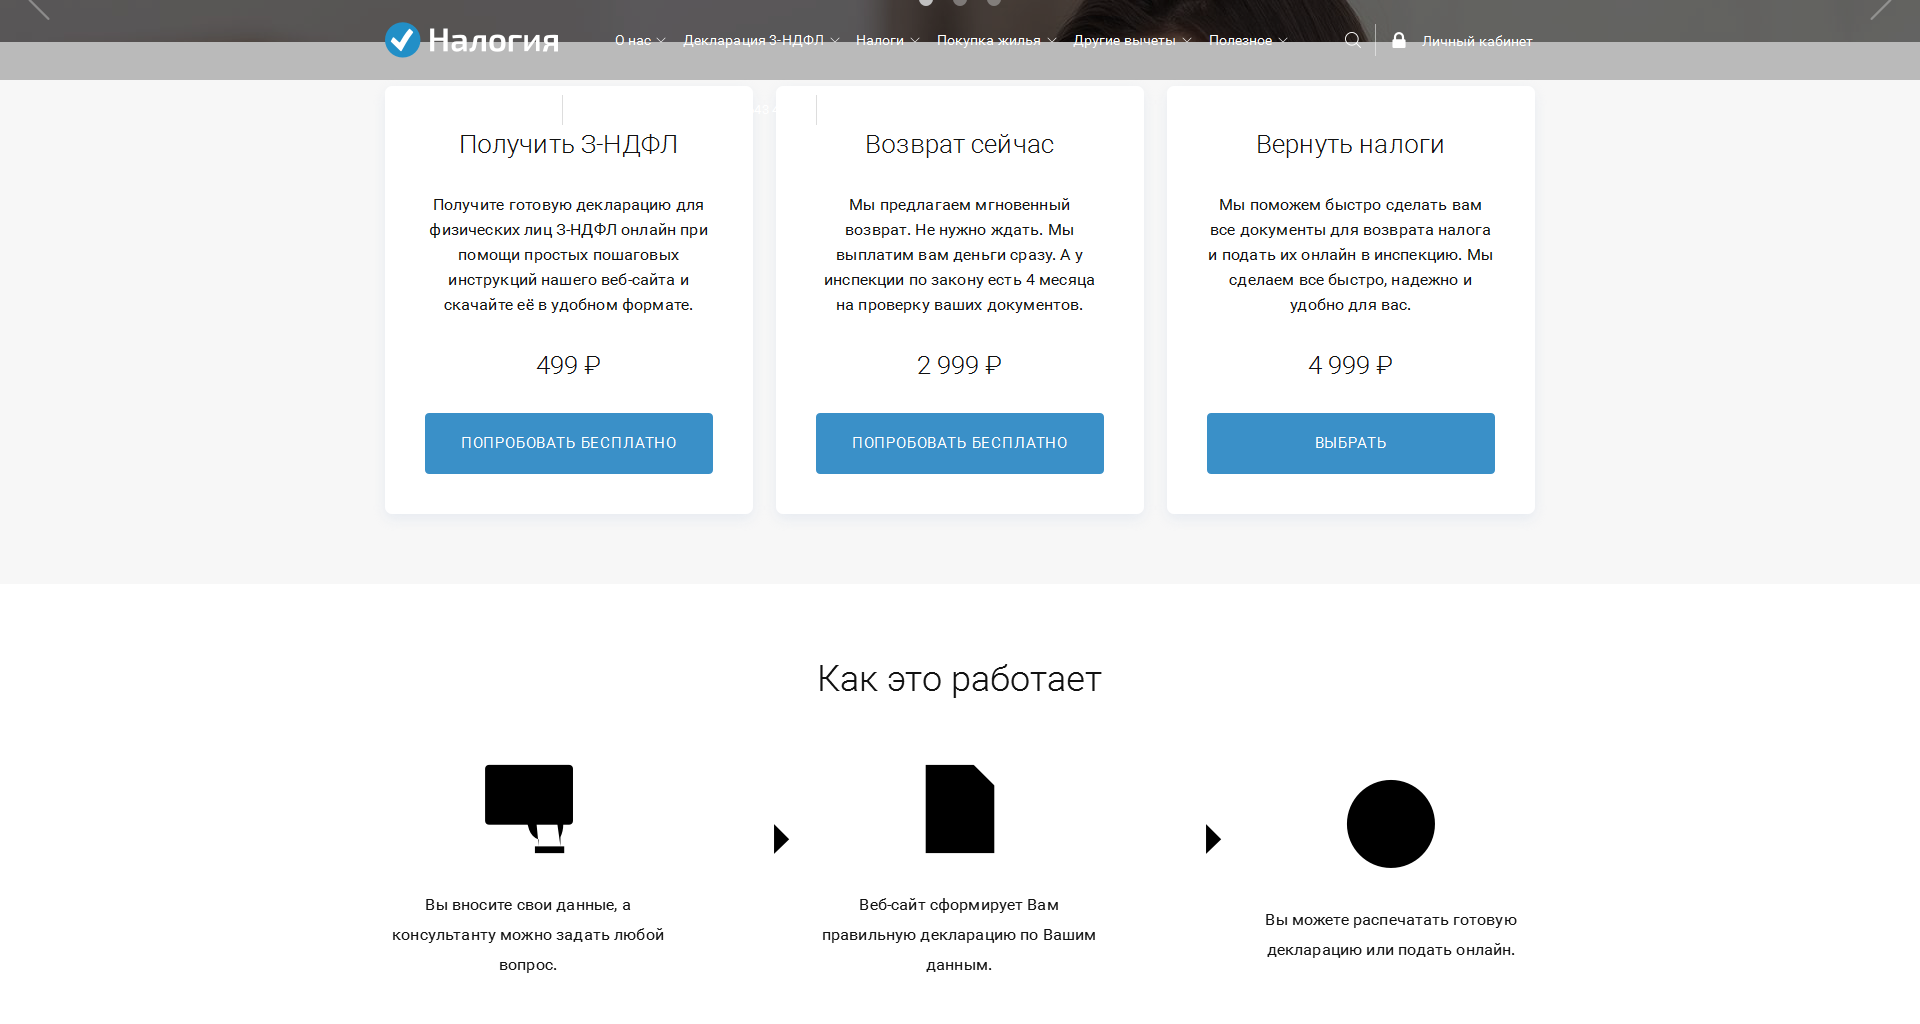 Налогия
О нас
Декларация 3-НДФЛ
Налоги
Покупка жилья
Другие вычеты
Полезное
Личный кабинет
Получить 3-НДФЛ
Получите готовую декларацию для
физических лиц 3-НДФЛ онлайн при
помощи простых пошаговых
инструкций нашего веб-сайта и
скачайте её в удобном формате.
499 ₽
ПОПРОБОВАТЬ БЕСПЛАТНО
Возврат сейчас
Мы предлагаем мгновенный
возврат. Не нужно ждать. Мы
выплатим вам деньги сразу. А у
инспекции по закону есть 4 месяца
на проверку ваших документов.
2 999 ₽
ПОПРОБОВАТЬ БЕСПЛАТНО
Вернуть налоги
Мы поможем быстро сделать вам
все документы для возврата налога
и подать их онлайн в инспекцию. Мы
сделаем все быстро, надежно и
удобно для вас.
4 999 ₽
ВЫБРАТЬ
Как это работает
Вы вносите свои данные, а
консультанту можно задать любой
вопрос.
Веб-сайт сформирует Вам
правильную декларацию по Вашим
данным.
Вы можете распечатать готовую
декларацию или подать онлайн.